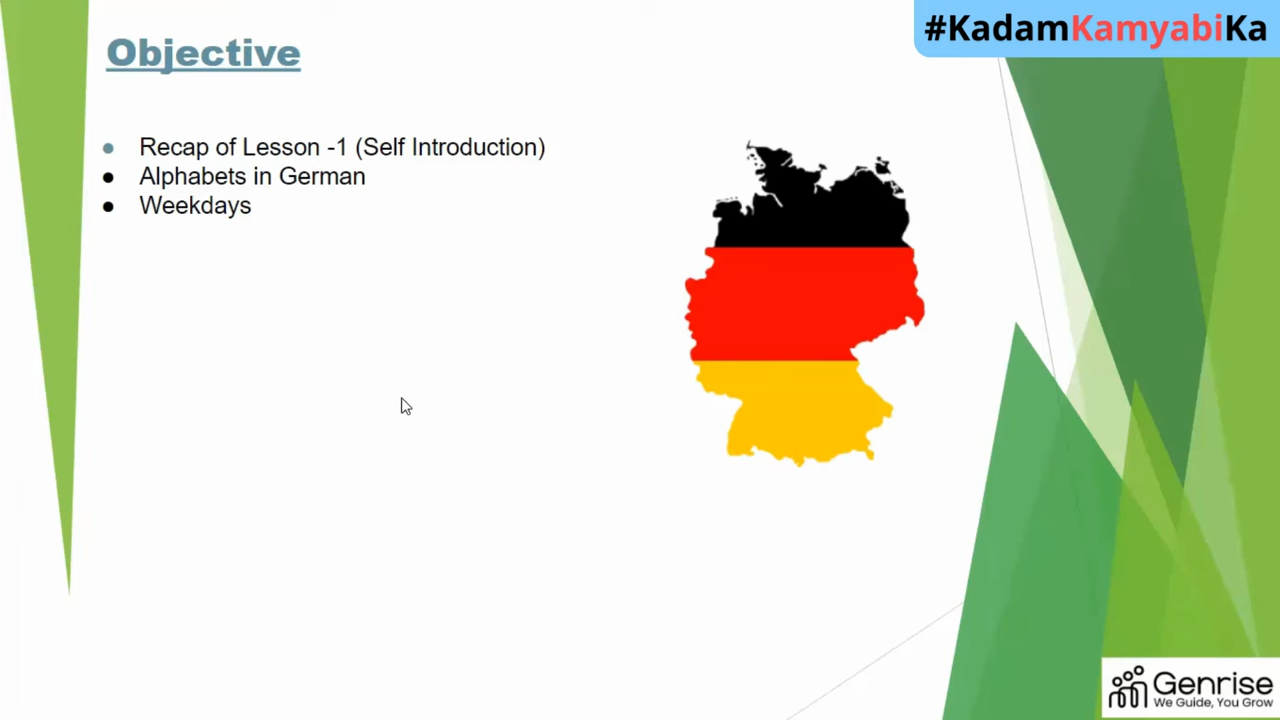 #KadamKamyabiKa
Objective
● Recap of Lesson -1 (Self Introduction)
● Alphabets in German
● Weekdays
Genrise
We Guide, You Grow